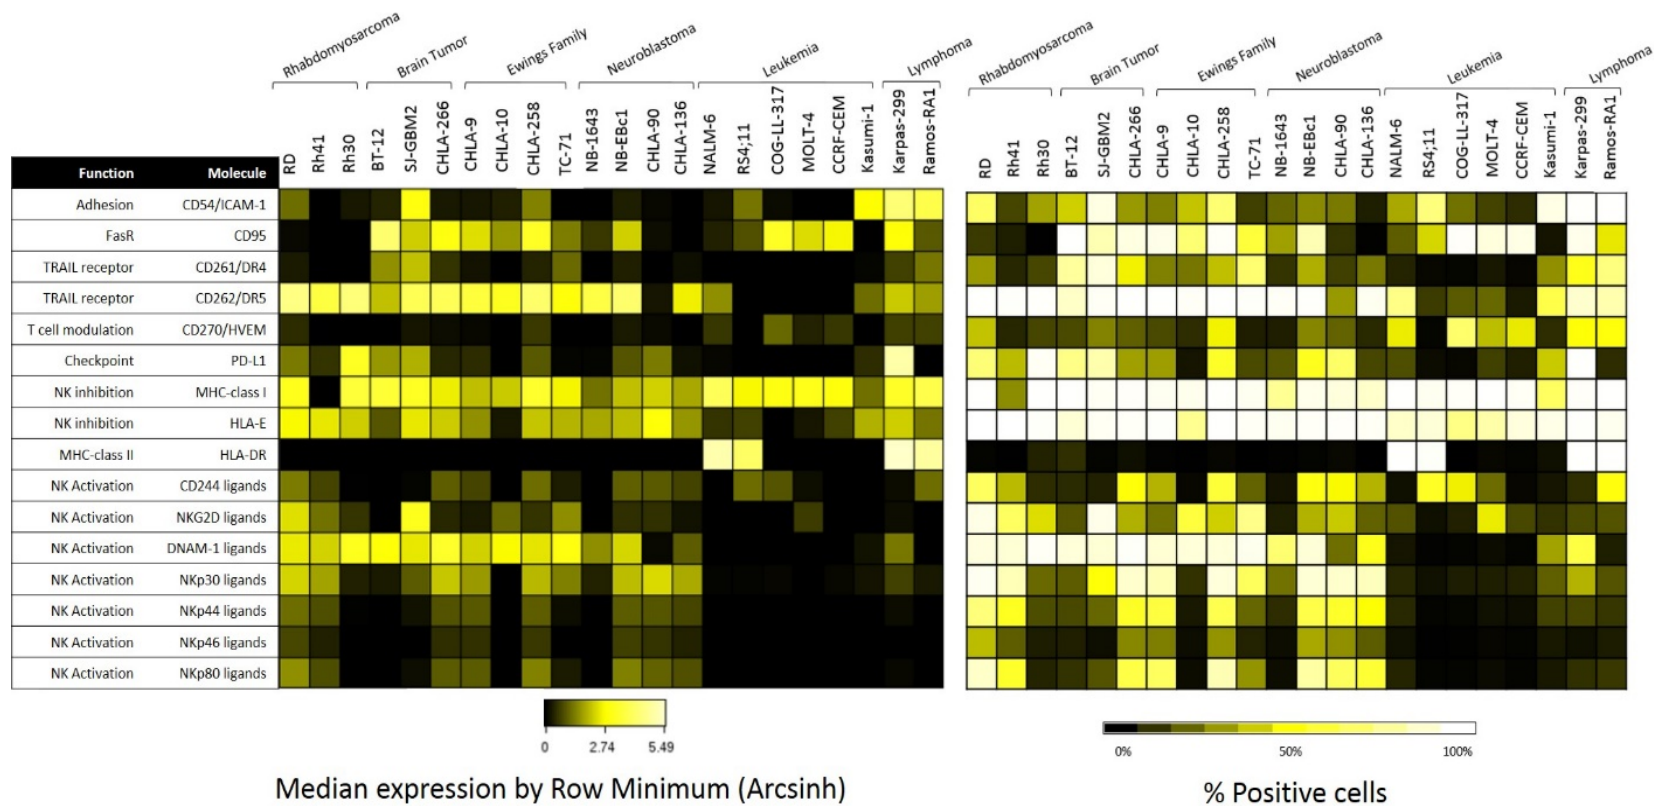 Rhabdomyosarcoma Brain Tumor Ewings Family Neuroblastoma Leukemia Lymphoma
RD Rh41 Rh30 BT-12 SJ-GBM2 CHLA-266 CHLA-9 CHLA-10 CHLA-258 TC-71 NB-1643 NB-EBc1 CHLA-90 CHLA-136 NALM-6 RS4;11 COG-LL-317 MOLT-4 CCRF-CEM Kasumi-1 Karpas-299 Ramos-RA1
Rhabdomyosarcoma Brain Tumor Ewings Family Neuroblastoma Leukemia Lymphoma
RD Rh41 Rh30 BT-12 SJ-GBM2 CHLA-266 CHLA-9 CHLA-10 CHLA-258 TC-71 NB-1643 NB-EBc1 CHLA-90 CHLA-136 NALM-6 RS4;11 COG-LL-317 MOLT-4 CCRF-CEM Kasumi-1 Karpas-299 Ramos-RA1
Function Molecule
Adhesion CD54/ICAM-1
FasR CD95
TRAIL receptor CD261/DR4
TRAIL receptor CD262/DR5
T cell modulation CD270/HVEM
Checkpoint PD-L1
NK inhibition MHC-class I
NK inhibition HLA-E
MHC-class II HLA-DR
NK Activation CD244 ligands
NK Activation NKG2D ligands
NK Activation DNAM-1 ligands
NK Activation NKp30 ligands
NK Activation NKp44 ligands
NK Activation NKp46 ligands
NK Activation NKp80 ligands
0 2.74 5.49
0% 50% 100%
Median expression by Row Minimum (Arcsinh)
% Positive cells